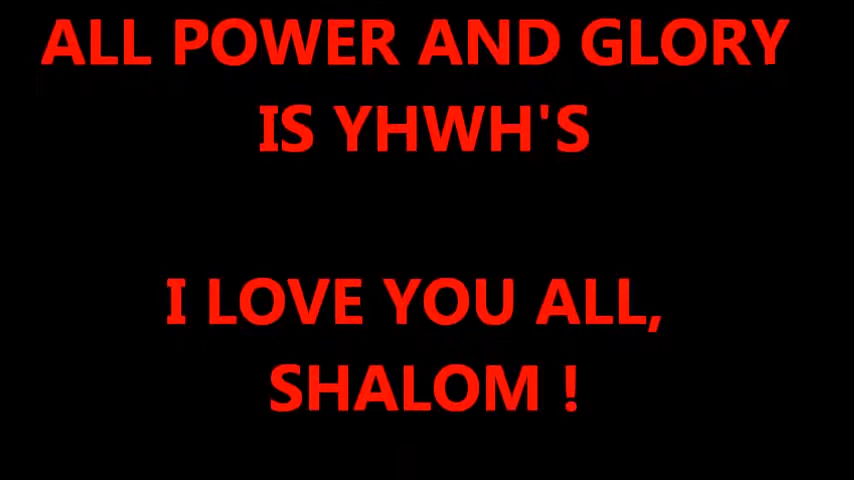 ALL POWER AND GLORY
IS YHWH'S
I LOVE YOU ALL,
SHALOM !